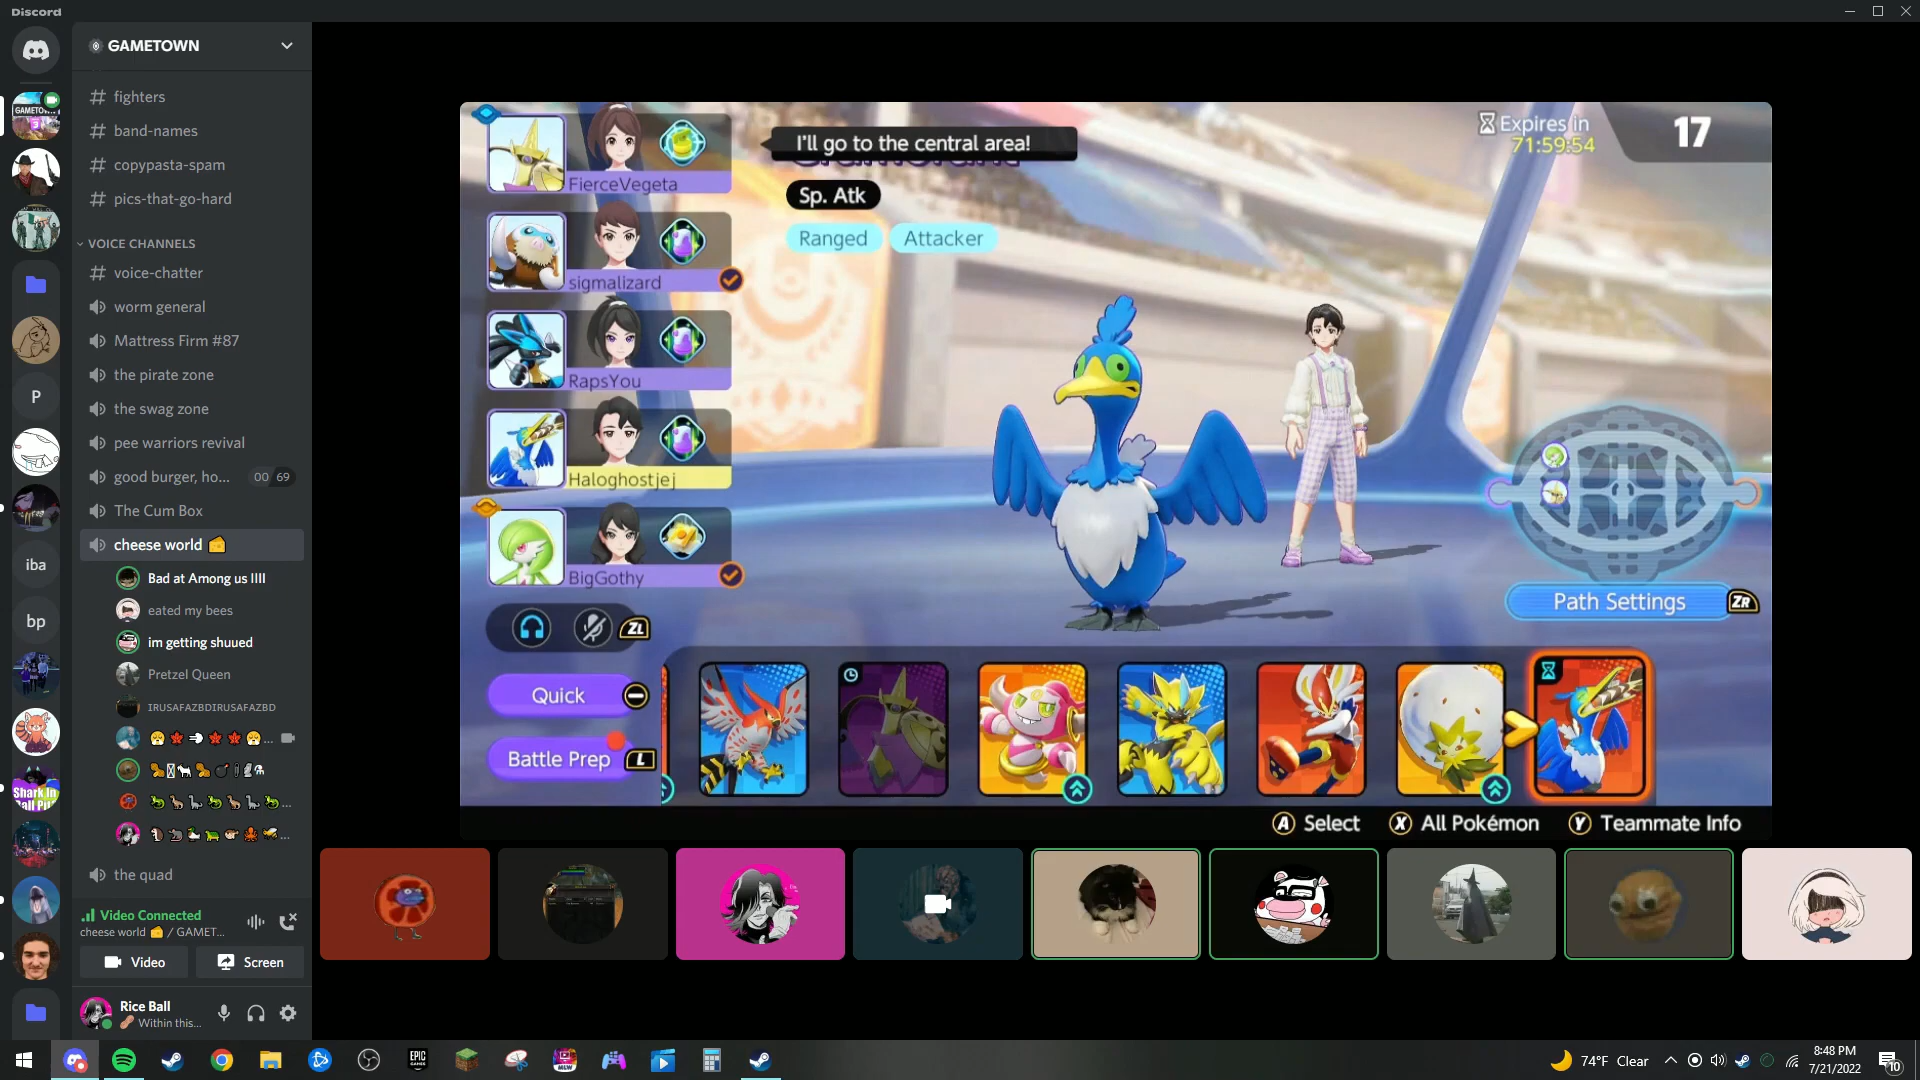 Discord
GAMETOWN
fighters
band-names
copypasta-spam
pics-that-go-hard
VOICE CHANNELS
voice-chatter
worm general
Mattress Firm #87
the pirate zone
the swag zone
pee warriors revival
good burger, ho...
00 69
The Cum Box
cheese world 🧀
Bad at Among us IIII
eated my bees
im getting shuued
Pretzel Queen
IRUSAFAZBDIRUSAFAZBD
the quad
Video Connected
cheese world 🧀 / GAMET...
Video
Screen
Rice Ball
Within this...
P
iba
bp
FierceVegeta
sigmalizard
RapsYou
Haloghostjej
BigGothy
ZL
Quick
Battle Prep
L
I'll go to the central area!
Sp. Atk
Ranged
Attacker
Expires in
71:59:54
17
Path Settings
ZR
A Select
X All Pokémon
Y Teammate Info
EPIC
GAMES
74°F Clear
8:48 PM
7/21/2022
10